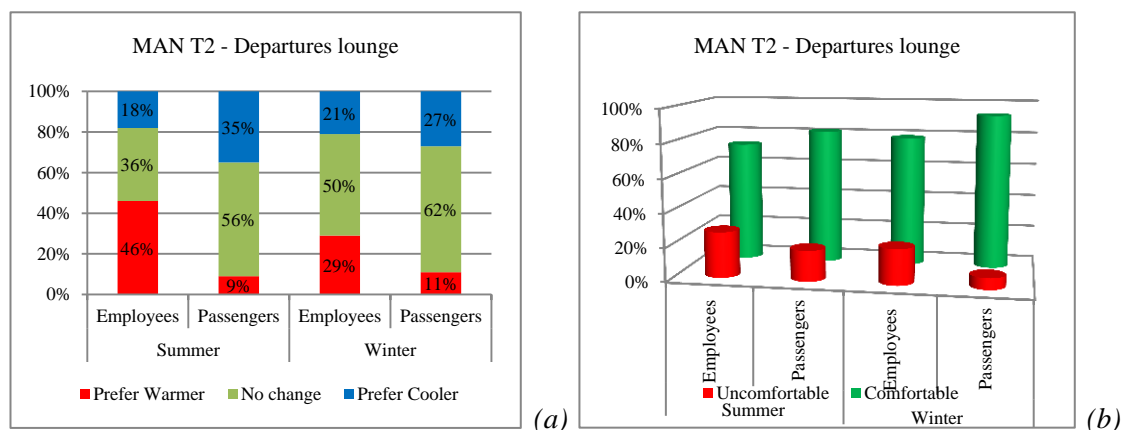 MAN T2 - Departures lounge
100%
80%
60%
40%
20%
0%
18% 35% 21% 27%
36% 56% 50% 62%
46% 9% 29% 11%
Employees Passengers Employees Passengers
Summer Winter
Prefer Warmer No change Prefer Cooler
(a)
MAN T2 - Departures lounge
100%
80%
60%
40%
20%
0%
Employees Passengers Employees Passengers
Uncomfortable Comfortable
Summer Winter
(b)